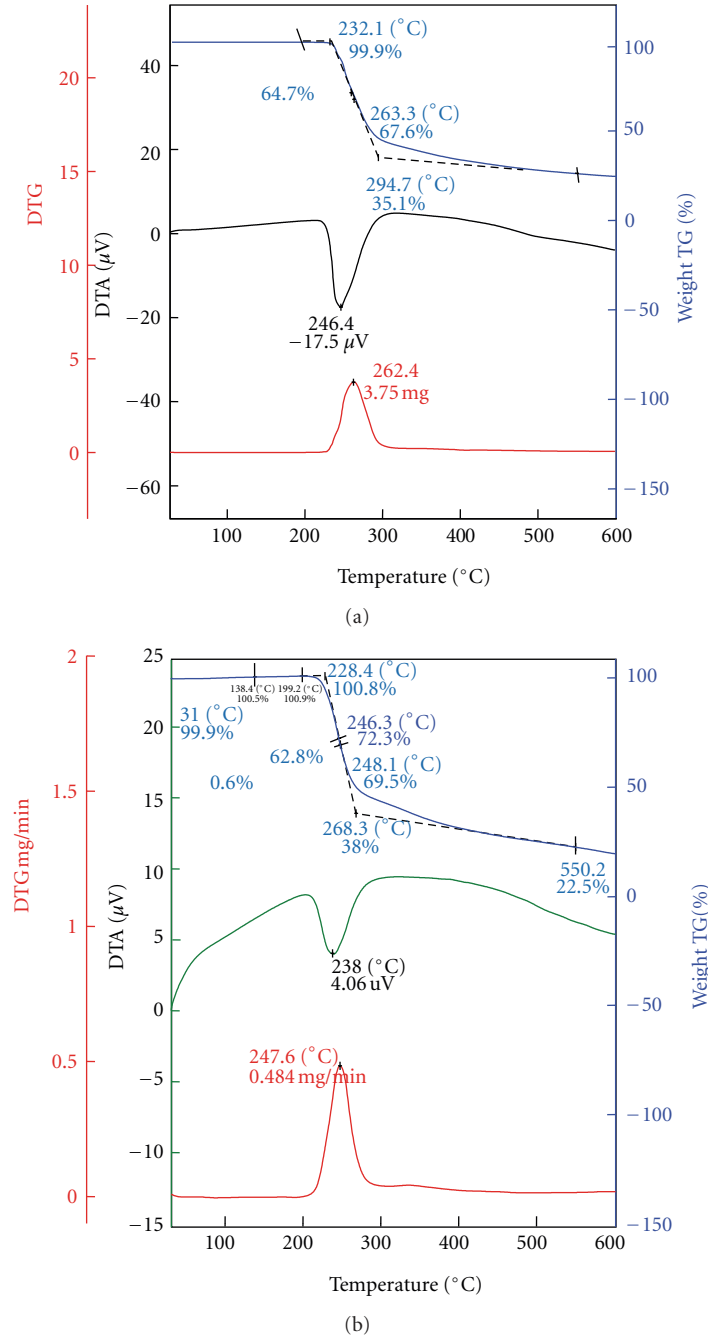 232.1 (°C)
99.9%
64.7%
263.3 (°C)
67.6%
294.7 (°C)
35.1%
246.4
−17.5 μV
262.4
3.75 mg
20
15
10
5
0
DTG
40
20
0
−20
−40
−60
DTA (μV)
100
50
0
−50
−100
−150
Weight TG (%)
100
200
300
400
500
600
Temperature (°C)
(a)
228.4 (°C)
100.8%
138.4 (°C)
100.5%
199.2 (°C)
100.9%
31 (°C)
99.9%
246.3 (°C)
72.3%
62.8%
248.1 (°C)
69.5%
0.6%
268.3 (°C)
38%
550.2
22.5%
238 (°C)
4.06 uV
247.6 (°C)
0.484 mg/min
2
1.5
1
0.5
0
DTG mg/min
25
20
15
10
5
0
−5
−10
−15
DTA (μV)
100
50
0
−50
−100
−150
Weight TG(%)
100
200
300
400
500
600
Temperature (°C)
(b)